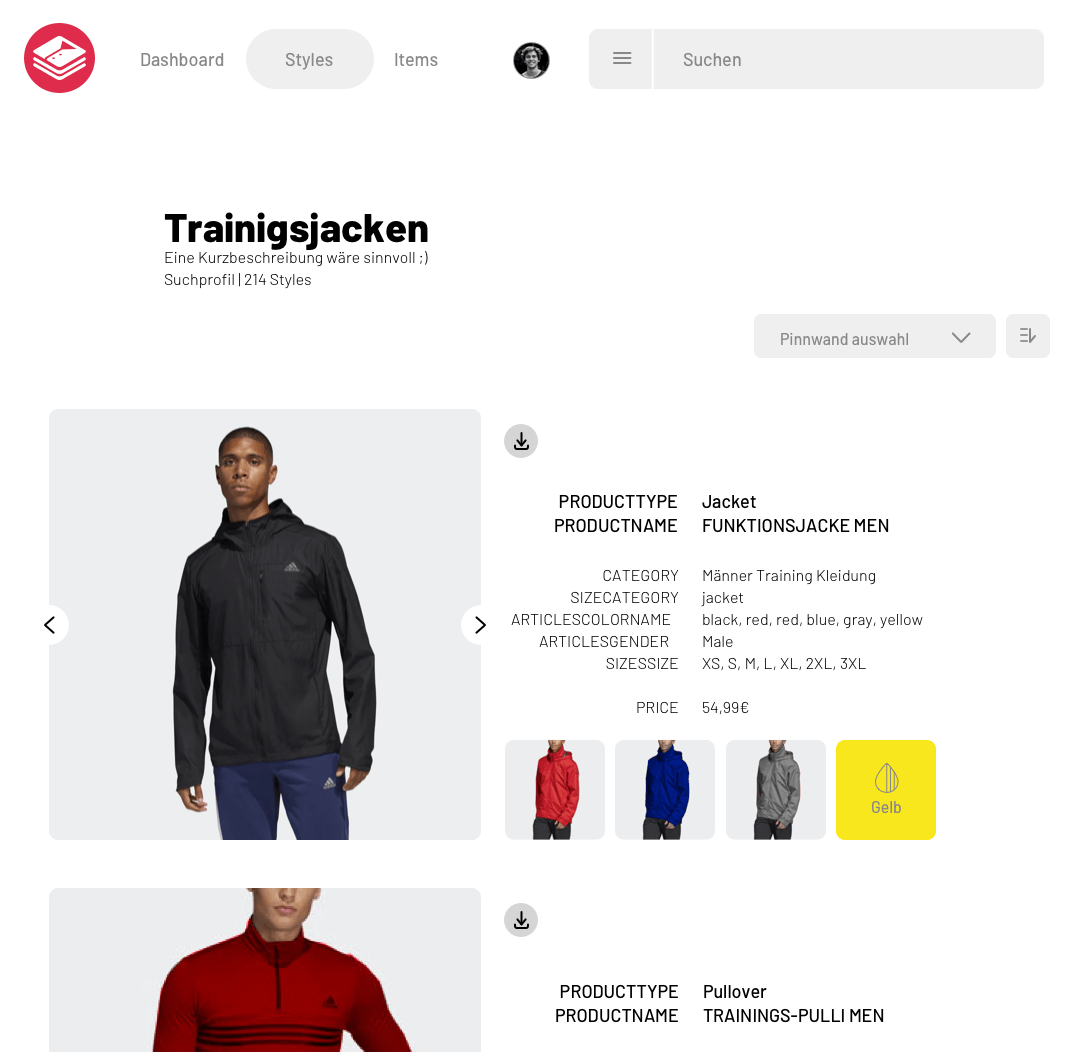 Dashboard Styles Items Suchen
Trainigsjacken
Eine Kurzbeschreibung wäre sinnvoll ;)
Suchprofil | 214 Styles
Pinnwand auswahl
PRODUCTTYPE Jacket
PRODUCTNAME FUNKTIONSJACKE MEN
CATEGORY Männer Training Kleidung
SIZECATEGORY jacket
ARTICLESCOLORNAME black, red, red, blue, gray, yellow
ARTICLESGENDER Male
SIZESSIZE XS, S, M, L, XL, 2XL, 3XL
PRICE 54,99€
Gelb
PRODUCTTYPE Pullover
PRODUCTNAME TRAININGS-PULLI MEN